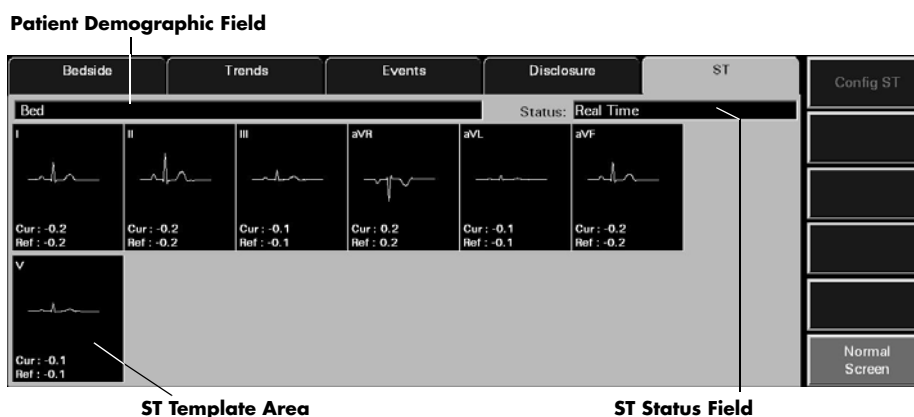 Patient Demographic Field
Bedside Trends Events Disclosure ST
Config ST
Bed Status: Real Time
I II III aVR aVL aVF
Cur: -0.2 Cur: -0.2 Cur: -0.1 Cur: 0.2 Cur: -0.1 Cur: -0.2
Ref: -0.2 Ref: -0.2 Ref: -0.1 Ref: 0.2 Ref: -0.1 Ref: -0.2
V
Cur: -0.1
Ref: -0.1
Normal
Screen
ST Template Area ST Status Field